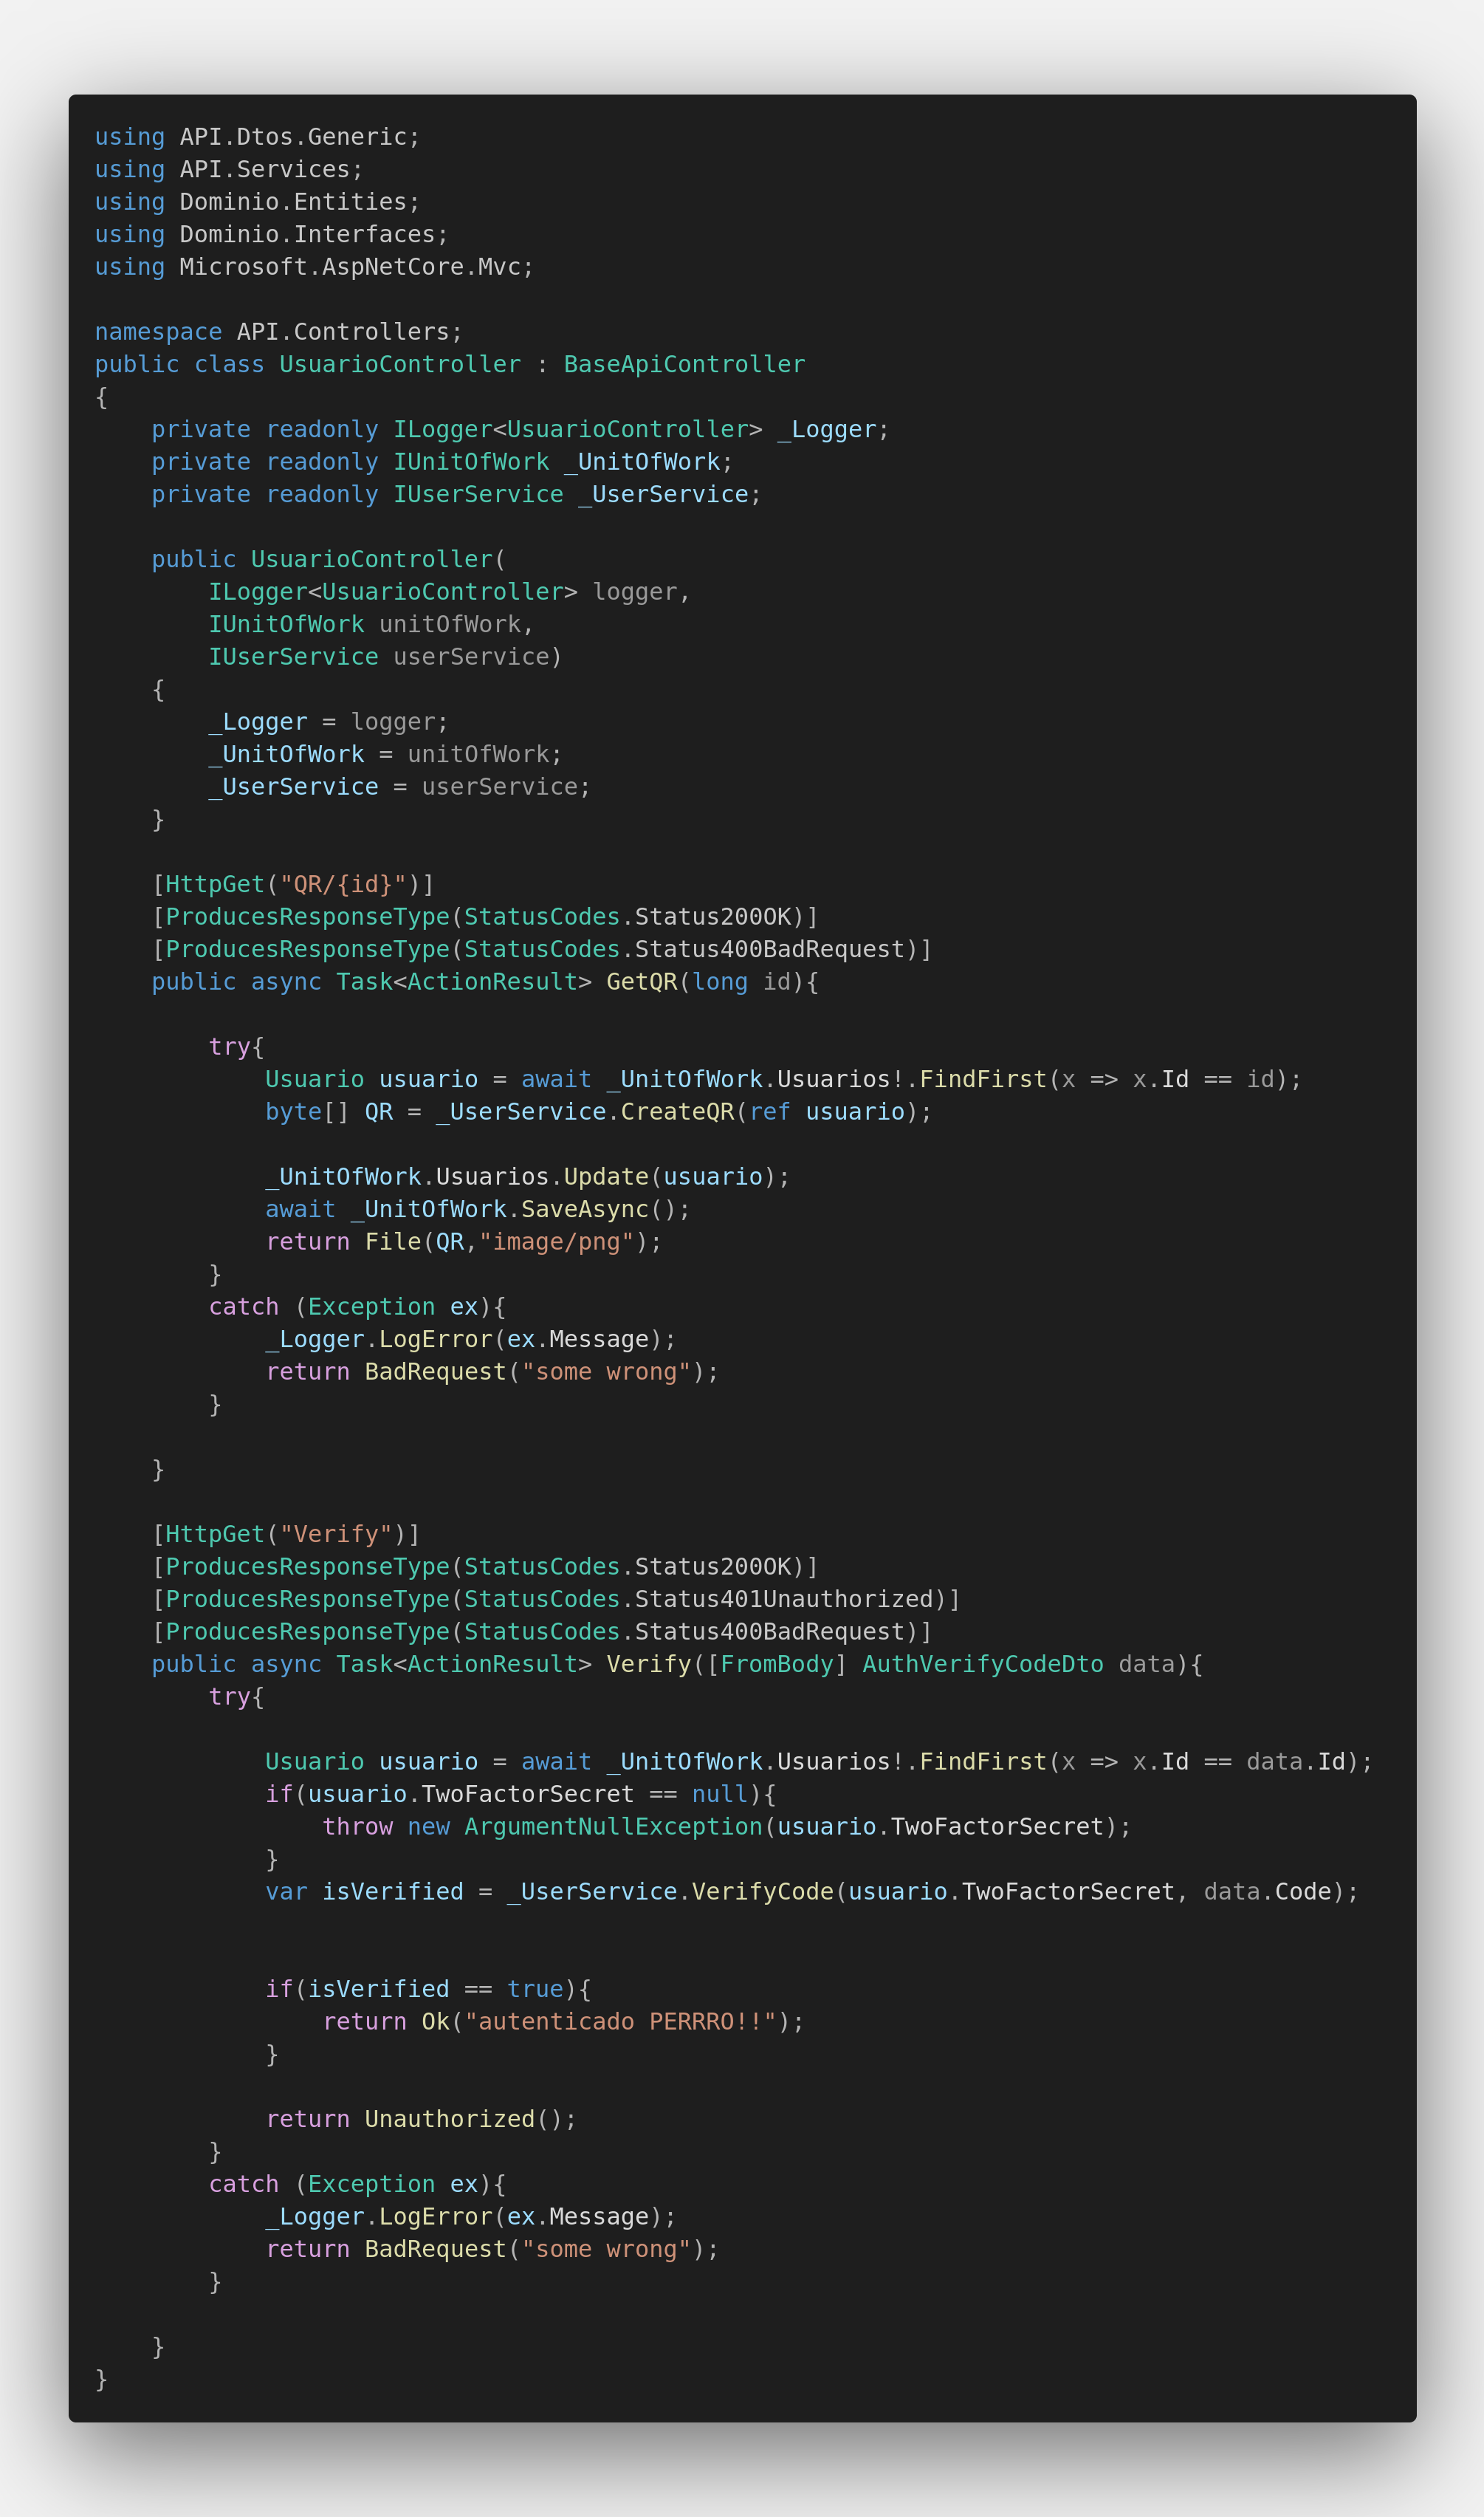 using API.Dtos.Generic;
using API.Services;
using Dominio.Entities;
using Dominio.Interfaces;
using Microsoft.AspNetCore.Mvc;

namespace API.Controllers;
public class UsuarioController : BaseApiController
{
    private readonly ILogger<UsuarioController> _Logger;
    private readonly IUnitOfWork _UnitOfWork;
    private readonly IUserService _UserService;

    public UsuarioController(
        ILogger<UsuarioController> logger,
        IUnitOfWork unitOfWork,
        IUserService userService)
    {
        _Logger = logger;
        _UnitOfWork = unitOfWork;
        _UserService = userService;
    }

    [HttpGet("QR/{id}")]
    [ProducesResponseType(StatusCodes.Status200OK)]
    [ProducesResponseType(StatusCodes.Status400BadRequest)]
    public async Task<ActionResult> GetQR(long id){

        try{
            Usuario usuario = await _UnitOfWork.Usuarios!.FindFirst(x => x.Id == id);
            byte[] QR = _UserService.CreateQR(ref usuario);

            _UnitOfWork.Usuarios.Update(usuario);
            await _UnitOfWork.SaveAsync();
            return File(QR,"image/png");
        }
        catch (Exception ex){
            _Logger.LogError(ex.Message);
            return BadRequest("some wrong");
        }

    }

    [HttpGet("Verify")]
    [ProducesResponseType(StatusCodes.Status200OK)]
    [ProducesResponseType(StatusCodes.Status401Unauthorized)]
    [ProducesResponseType(StatusCodes.Status400BadRequest)]
    public async Task<ActionResult> Verify([FromBody] AuthVerifyCodeDto data){
        try{

            Usuario usuario = await _UnitOfWork.Usuarios!.FindFirst(x => x.Id == data.Id);
            if(usuario.TwoFactorSecret == null){
                throw new ArgumentNullException(usuario.TwoFactorSecret);
            }
            var isVerified = _UserService.VerifyCode(usuario.TwoFactorSecret, data.Code);


            if(isVerified == true){
                return Ok("autenticado PERRRO!!");
            }

            return Unauthorized();
        }
        catch (Exception ex){
            _Logger.LogError(ex.Message);
            return BadRequest("some wrong");
        }

    }
}